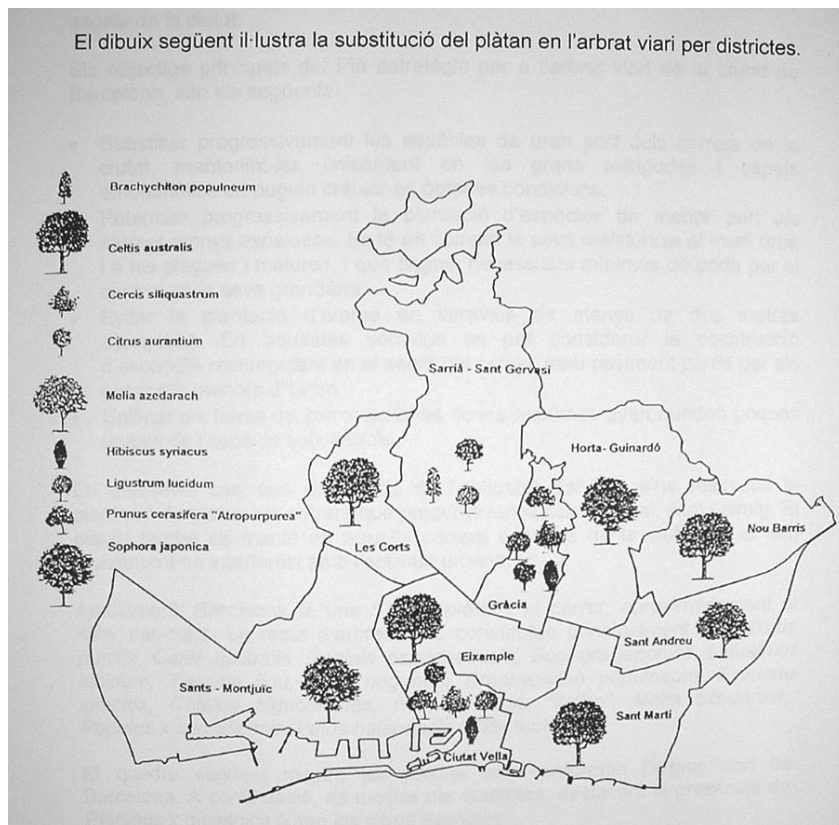 El dibuix següent il·lustra la substitució del plàtan en l'arbrat viari per districtes.
Brachychiton populneum
Celtis australis
Cercis siliquastrum
Citrus aurantium
Melia azedarach
Hibiscus syriacus
Ligustrum lucidum
Prunus cerasifera "Atropurpurea"
Sophora japonica
Sarrià - Sant Gervasi
Horta-Guinardó
Nou Barris
Les Corts
Gràcia
Sant Andreu
Eixample
Sants - Montjuïc
Sant Martí
Ciutat Vella